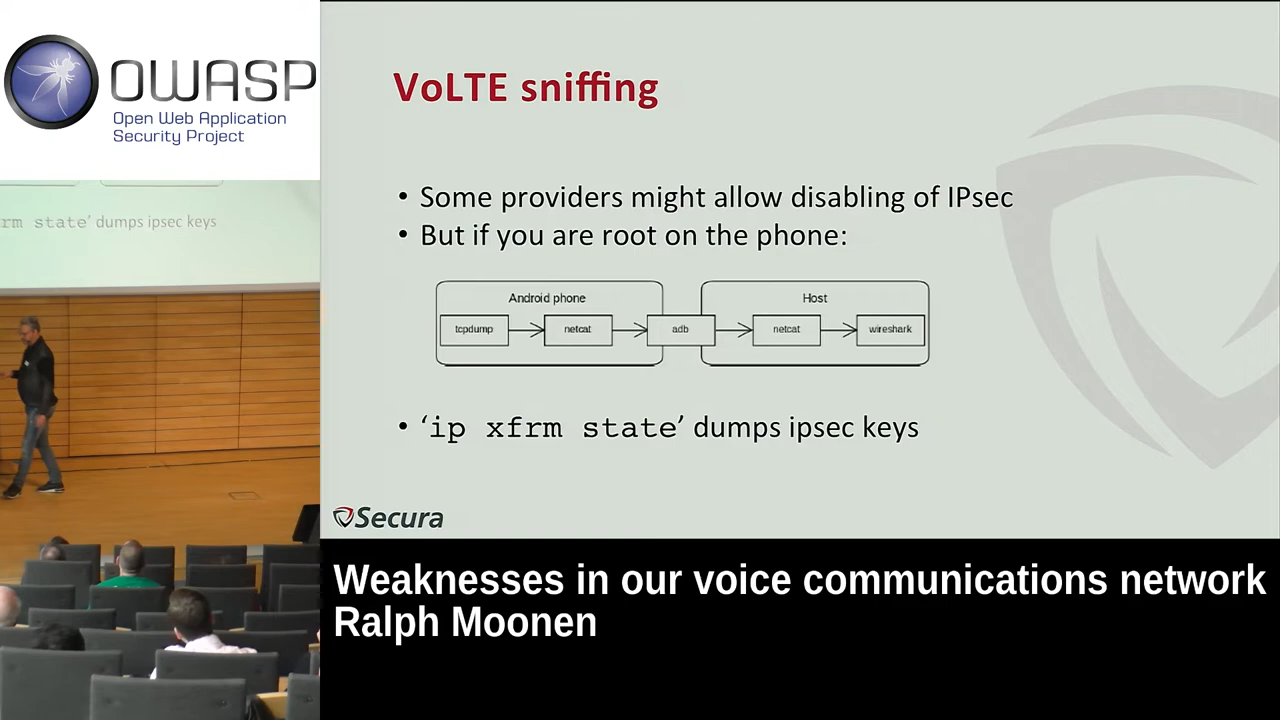 OWASP
Open Web Application
Security Project
rm state’ dumps ipsec keys
VoLTE sniffing
• Some providers might allow disabling of IPsec
• But if you are root on the phone:
Android phone
Host
tcpdump
netcat
adb
netcat
wireshark
• ‘ip xfrm state’ dumps ipsec keys
Secura
Weaknesses in our voice communications network
Ralph Moonen